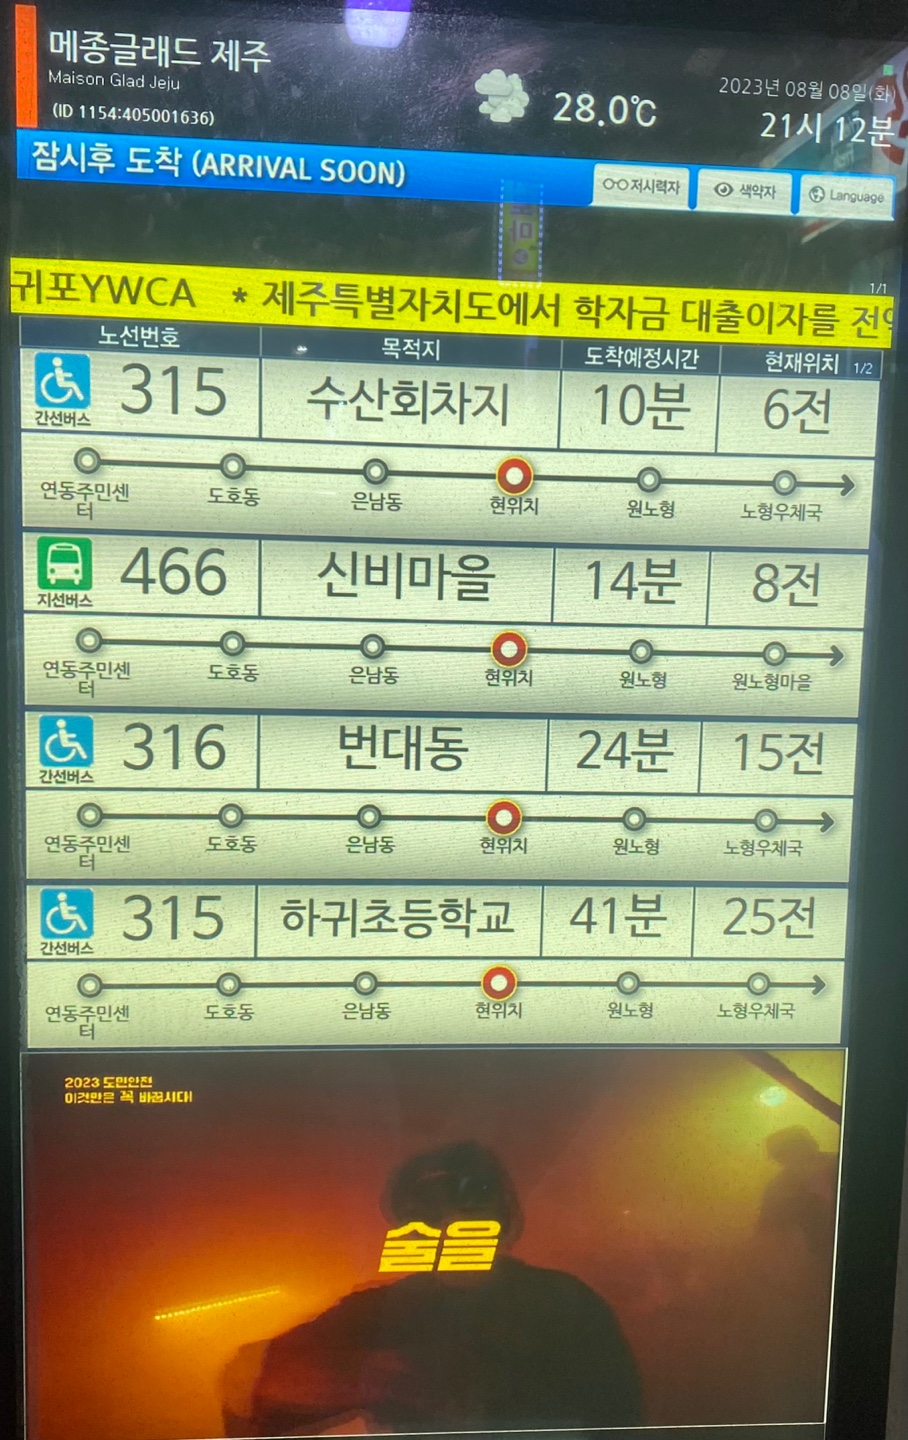 메종글래드 제주
Maison Glad Jeju
(ID 1154:405001636)
28.0℃
2023년 08월 08일(화)
21시 12분
잠시후 도착 (ARRIVAL SOON)
저시력자 색약자 Language
1/1
귀포YWCA * 제주특별자치도에서 학자금 대출이자를
노선번호 목적지 도착예정시간 현재위치 1/2
간선버스 315 수산회차지 10분 6전
연동주민센터 도호동 은남동 현위치 원노형 노형우체국
지선버스 466 신비마을 14분 8전
연동주민센터 도호동 은남동 현위치 원노형 원노형마을
간선버스 316 번대동 24분 15전
연동주민센터 도호동 은남동 현위치 원노형 노형우체국
간선버스 315 하귀초등학교 41분 25전
연동주민센터 도호동 은남동 현위치 원노형 노형우체국
2023 도민안전
이것만은 꼭 바꿉시다!
술을